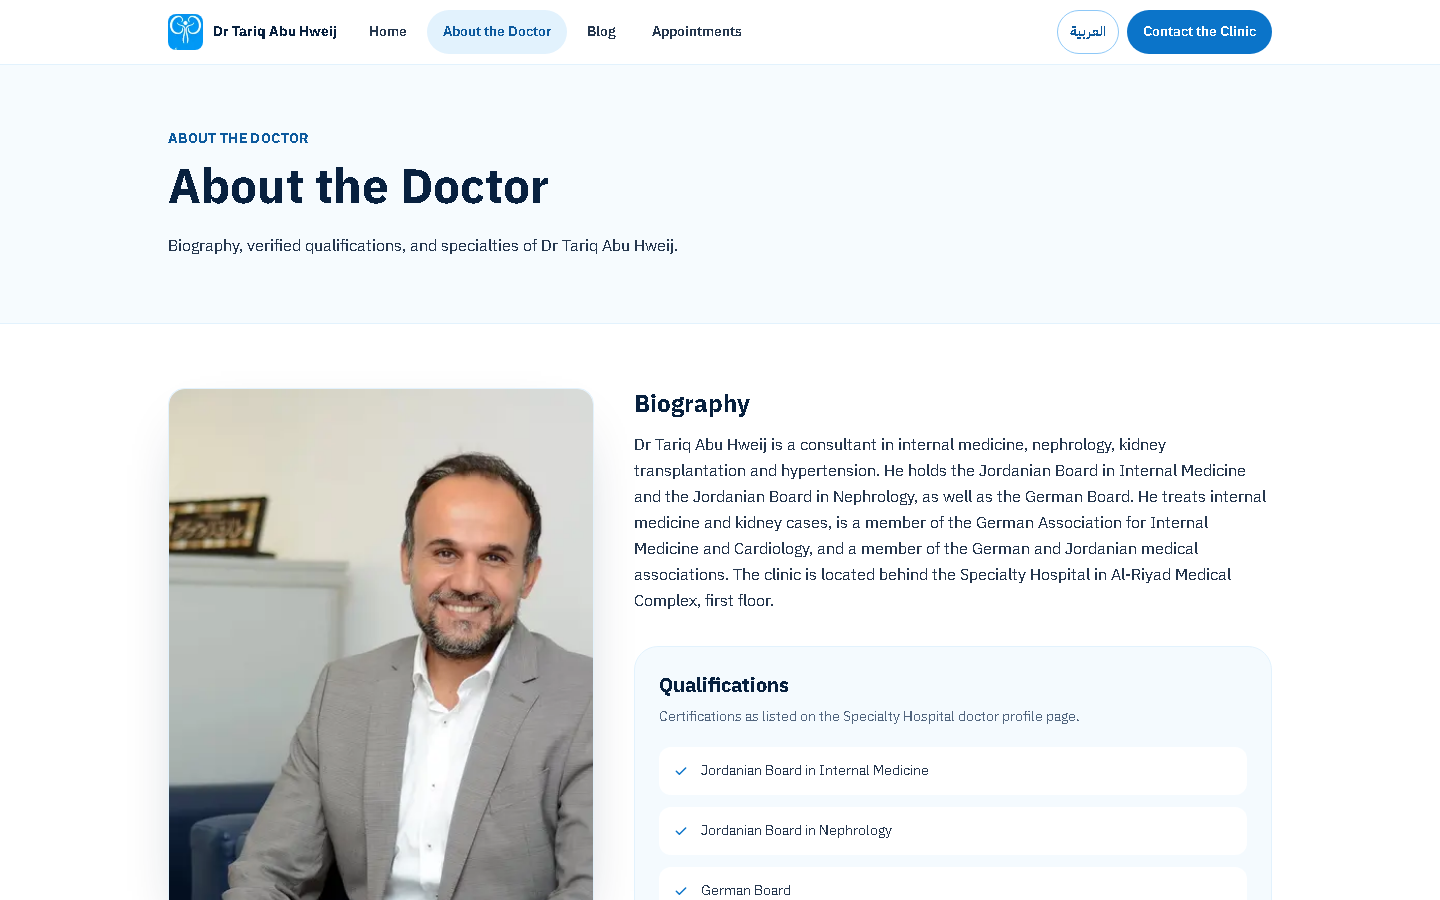 Dr Tariq Abu Hweij
Home
About the Doctor
Blog
Appointments
العربية
Contact the Clinic
ABOUT THE DOCTOR
About the Doctor
Biography, verified qualifications, and specialties of Dr Tariq Abu Hweij.
Biography
Dr Tariq Abu Hweij is a consultant in internal medicine, nephrology, kidney
transplantation and hypertension. He holds the Jordanian Board in Internal Medicine
and the Jordanian Board in Nephrology, as well as the German Board. He treats internal
medicine and kidney cases, is a member of the German Association for Internal
Medicine and Cardiology, and a member of the German and Jordanian medical
associations. The clinic is located behind the Specialty Hospital in Al-Riyad Medical
Complex, first floor.
Qualifications
Certifications as listed on the Specialty Hospital doctor profile page.
Jordanian Board in Internal Medicine
Jordanian Board in Nephrology
German Board